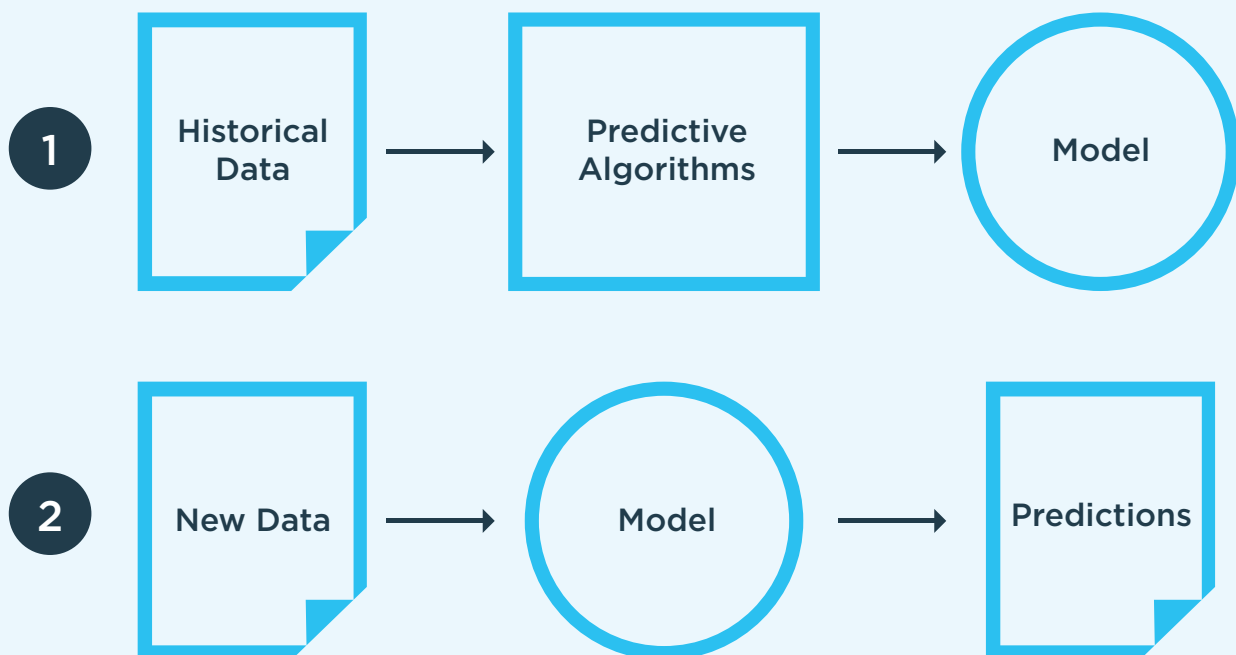 1
Historical
Data
Predictive
Algorithms
Model
2
New Data
Model
Predictions